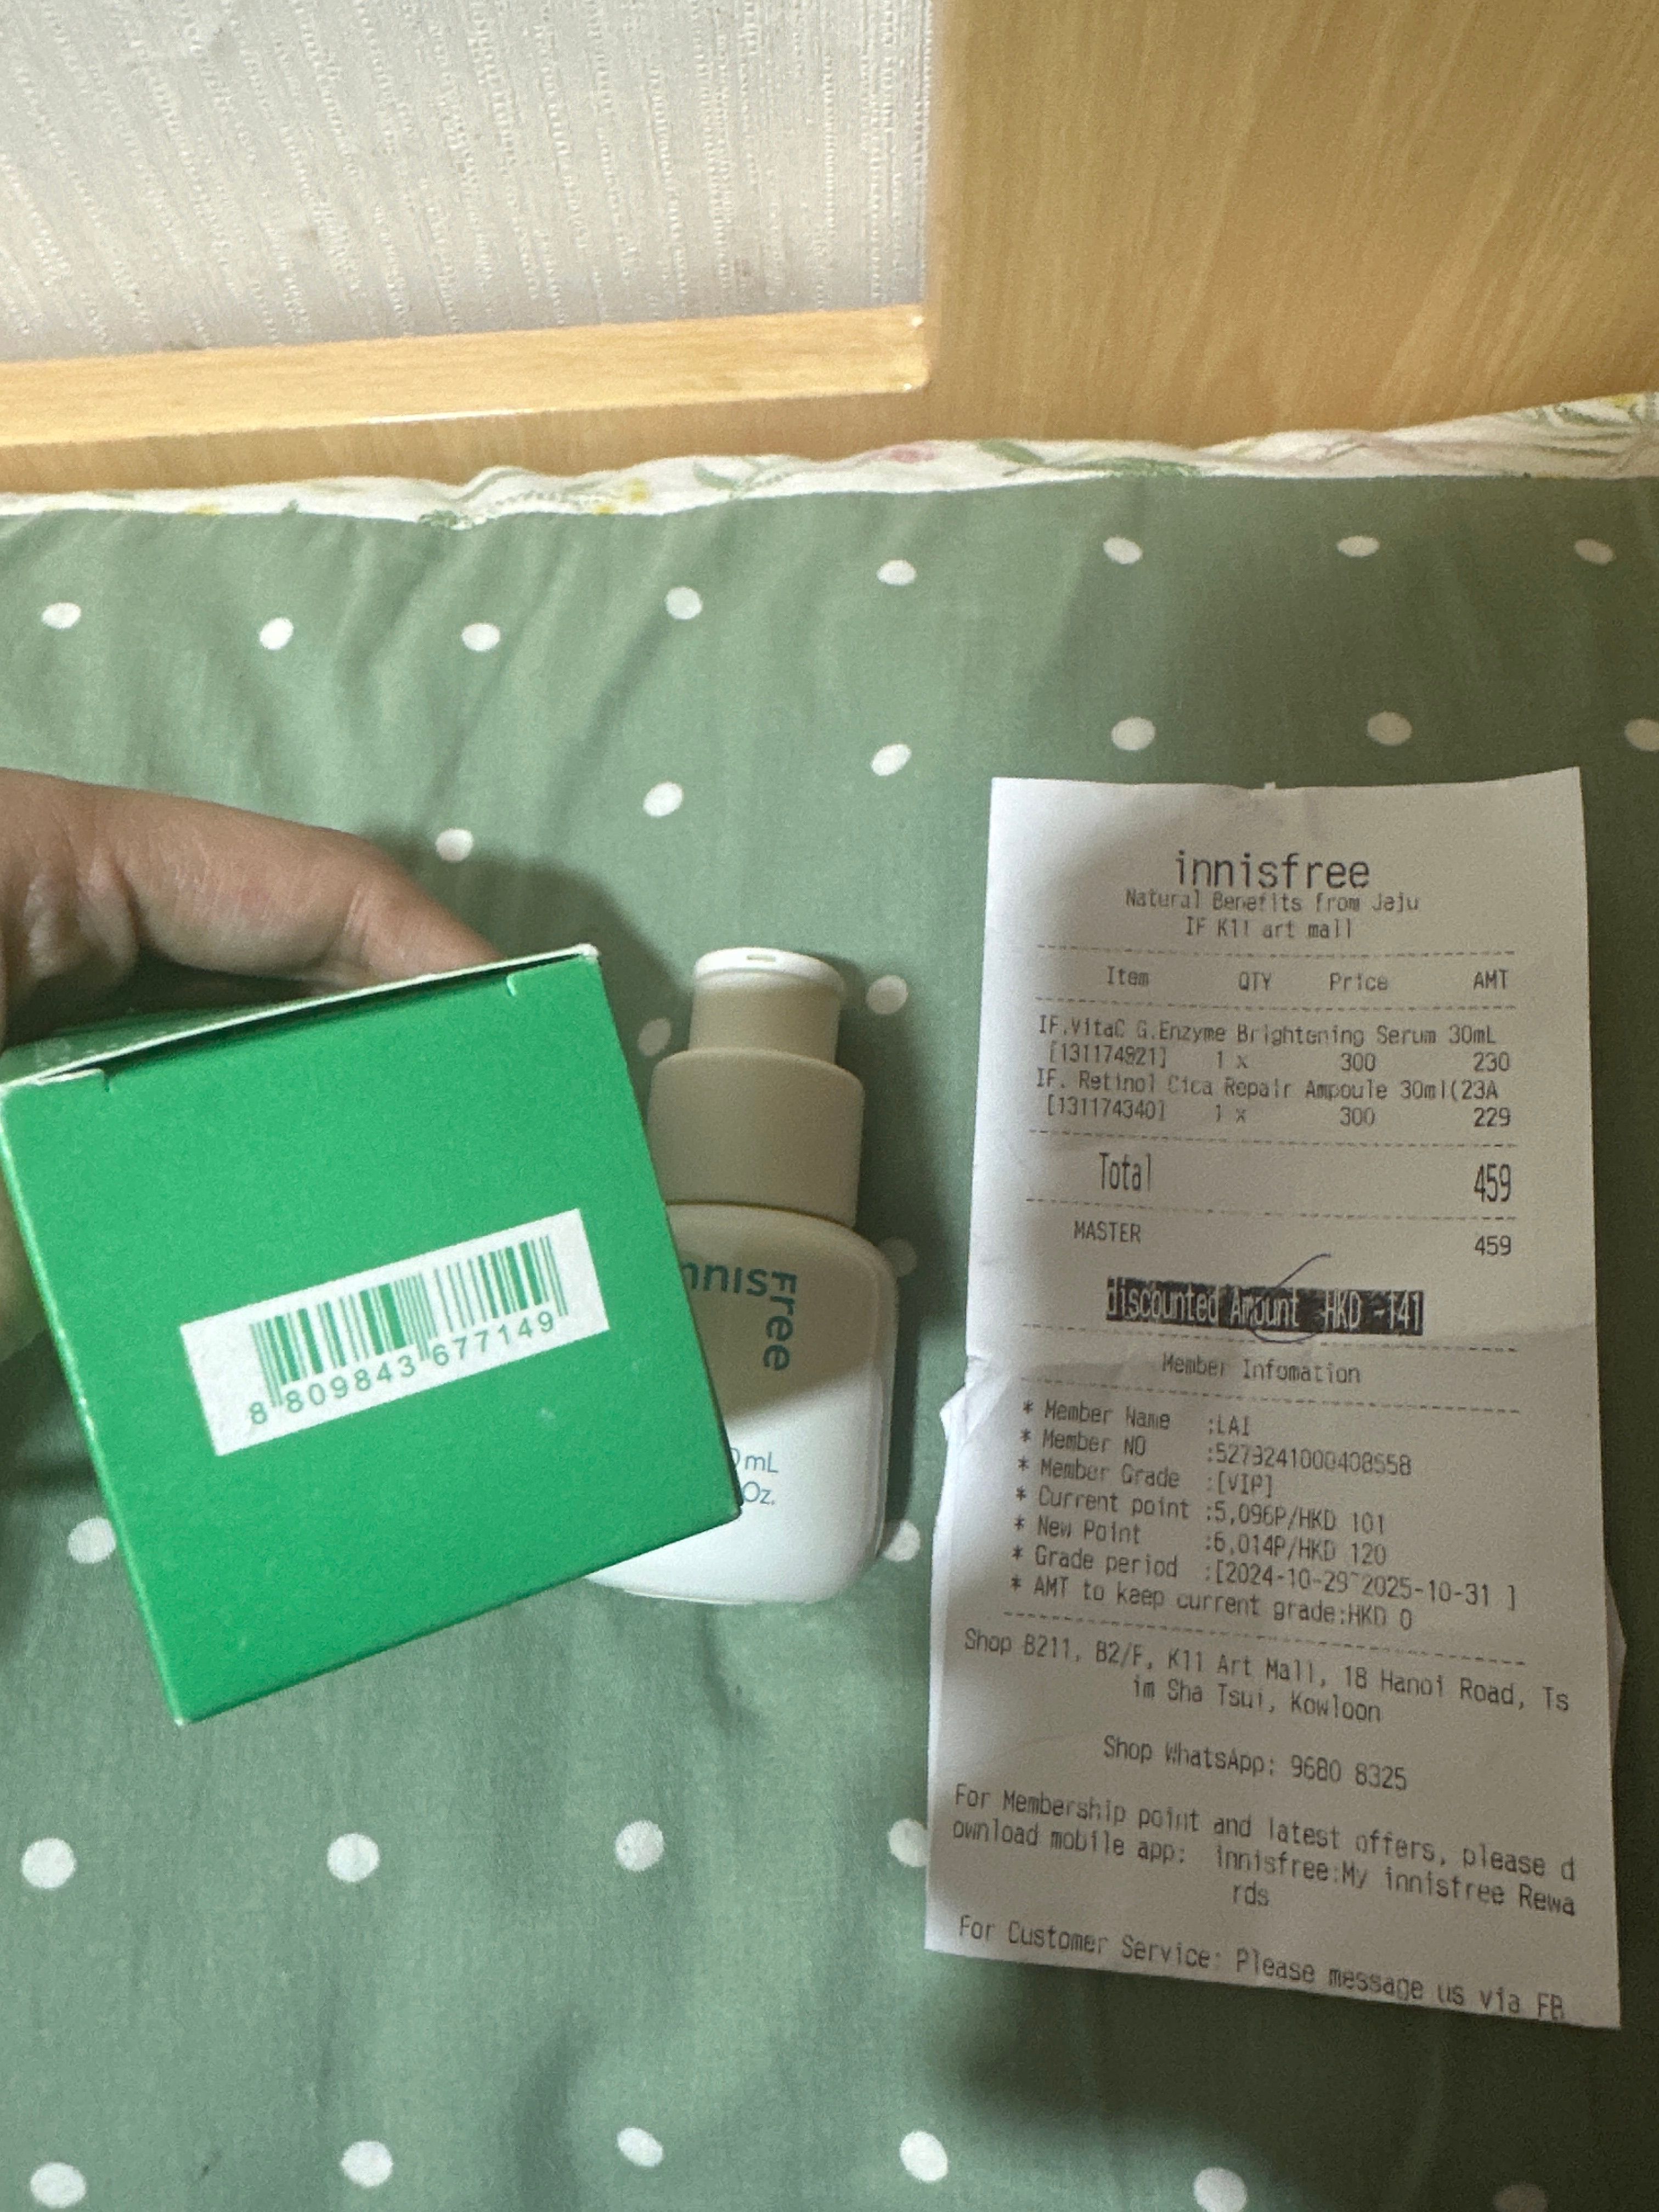 8 809843 677149
innisfree
mL
Oz.
innisfree
Natural Benefits from Jeju
IF K11 art mall
Item QTY Price AMT
IF.VitaC G.Enzyme Brightening Serum 30mL
[131174921] 1 x 300 230
IF. Retinol Cica Repair Ampoule 30ml(23A
[131174340] 1 x 300 229
Total 459
MASTER 459
discounted Amount HKD -141
Member Infomation
* Member Name :LAI
* Member NO :5279241000408558
* Member Grade :[VIP]
* Current point :5,096P/HKD 101
* New Point :6,014P/HKD 120
* Grade period :[2024-10-29~2025-10-31 ]
* AMT to keep current grade:HKD 0
Shop B211, B2/F, K11 Art Mall, 18 Hanoi Road, Ts
im Sha Tsui, Kowloon
Shop WhatsApp: 9680 8325
For Membership point and latest offers, please d
ownload mobile app: innisfree:My innisfree Rewa
rds
For Customer Service: Please message us via FB